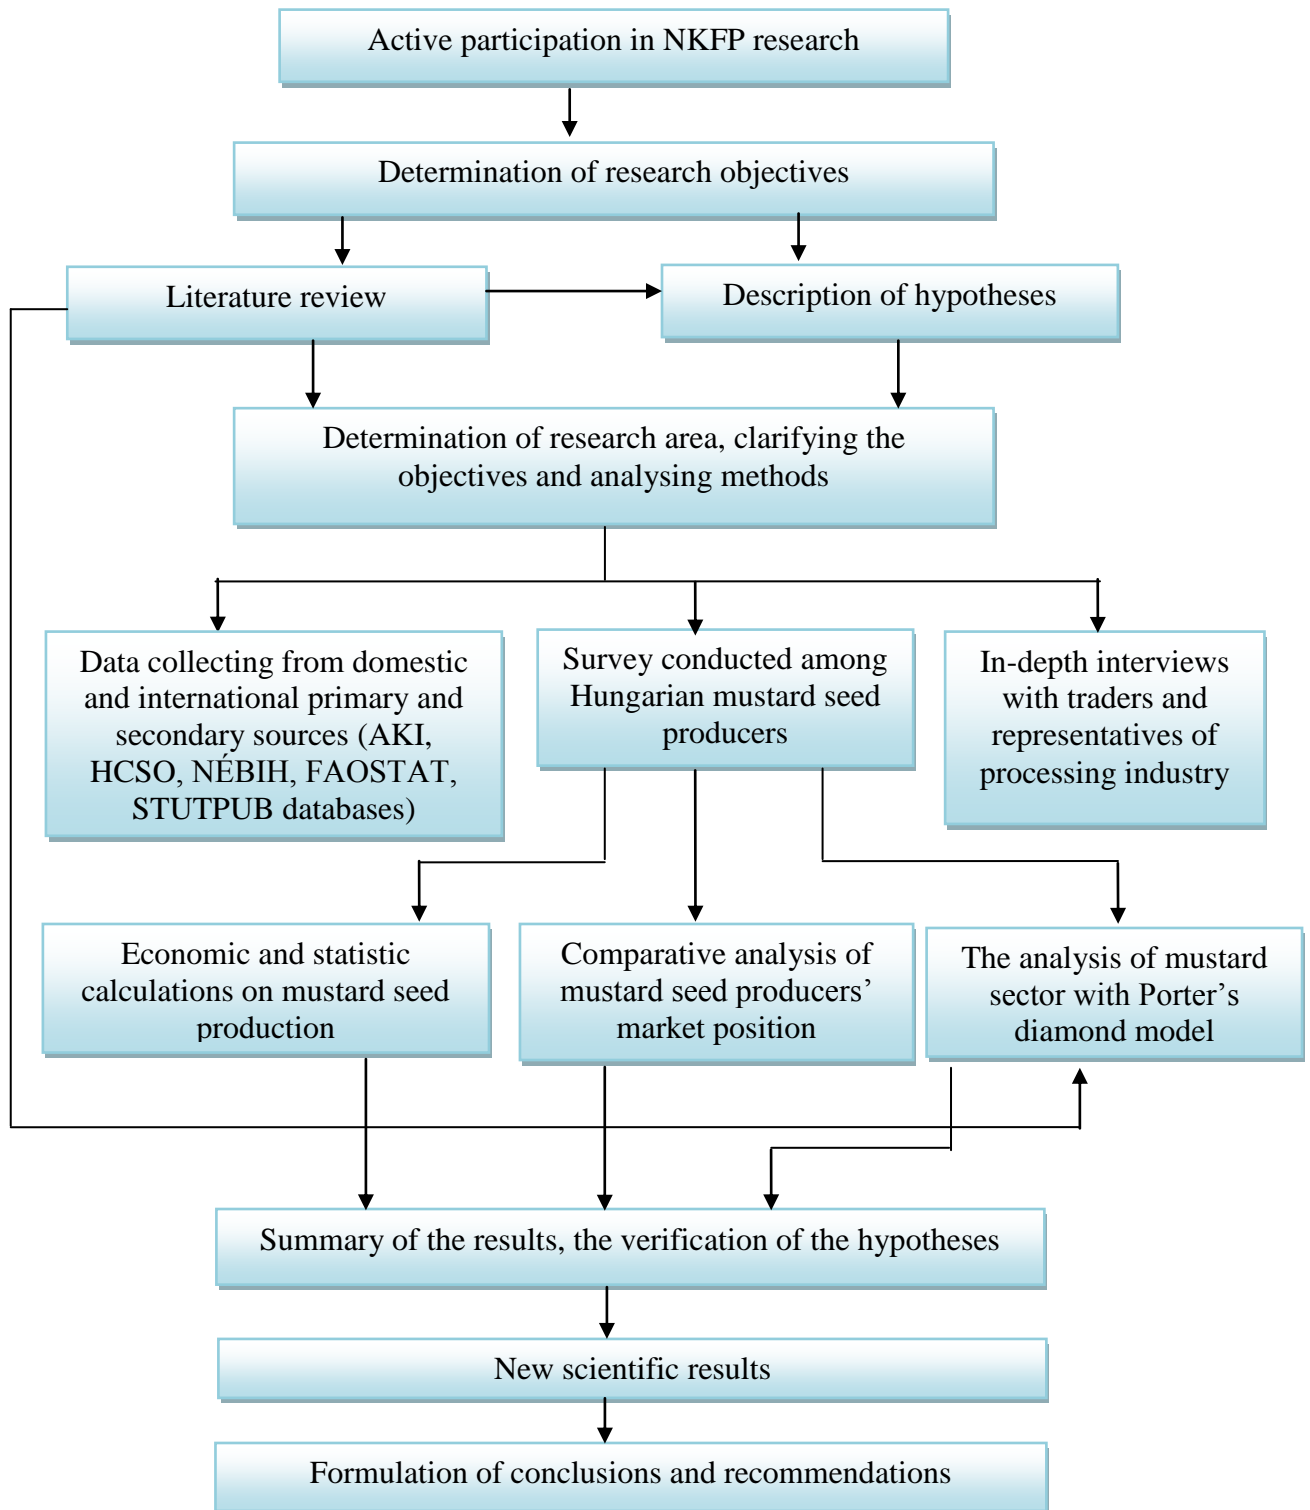 Active participation in NKFP research
Determination of research objectives
Literature review
Description of hypotheses
Determination of research area, clarifying the
objectives and analysing methods
Data collecting from domestic
and international primary and
secondary sources (AKI,
HCSO, NÉBIH, FAOSTAT,
STUTPUB databases)
Survey conducted among
Hungarian mustard seed
producers
In-depth interviews
with traders and
representatives of
processing industry
Economic and statistic
calculations on mustard seed
production
Comparative analysis of
mustard seed producers’
market position
The analysis of mustard
sector with Porter’s
diamond model
Summary of the results, the verification of the hypotheses
New scientific results
Formulation of conclusions and recommendations